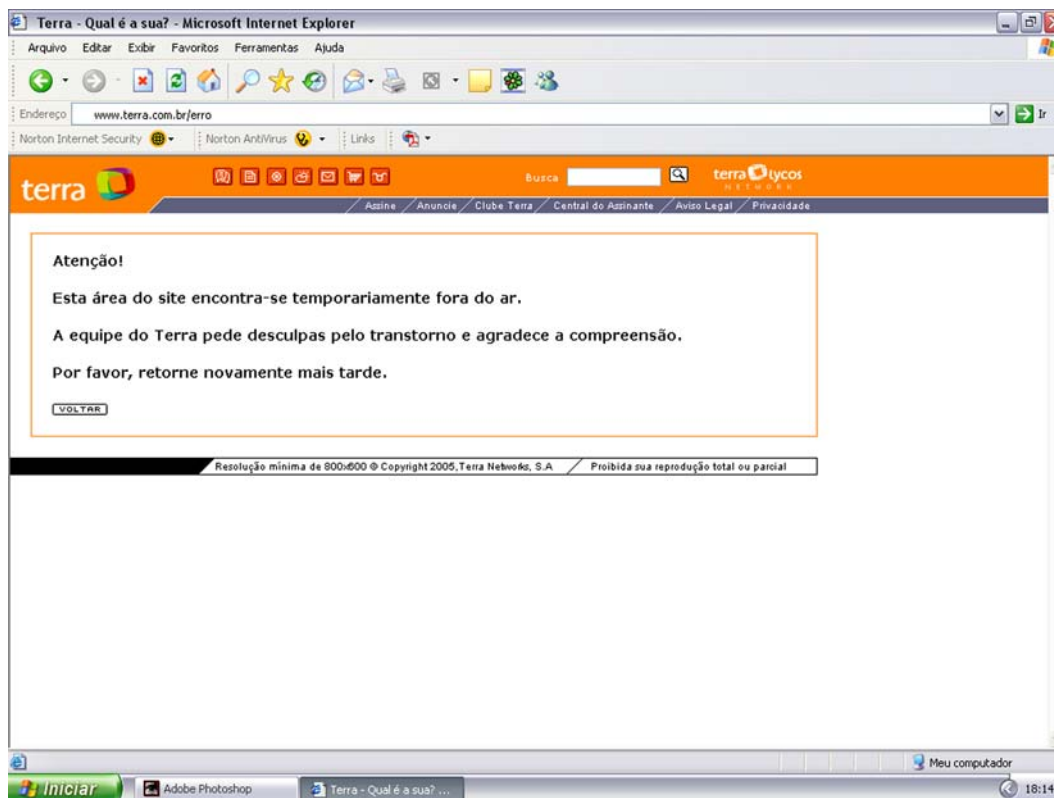 Terra - Qual é a sua? - Microsoft Internet Explorer
Arquivo Editar Exibir Favoritos Ferramentas Ajuda
Endereço www.terra.com.br/erro Ir
Norton Internet Security Norton AntiVirus Links
terra Busca terra Lycos
NETWORK
Assine Anuncie Clube Terra Central do Assinante Aviso Legal Privacidade
Atenção!
Esta área do site encontra-se temporariamente fora do ar.
A equipe do Terra pede desculpas pelo transtorno e agradece a compreensão.
Por favor, retorne novamente mais tarde.
VOLTAR
Resolução mínima de 800x600 © Copyright 2005, Terra Networks, S.A Proibida sua reprodução total ou parcial
Meu computador
Iniciar Adobe Photoshop Terra - Qual é a sua? ... 18:14